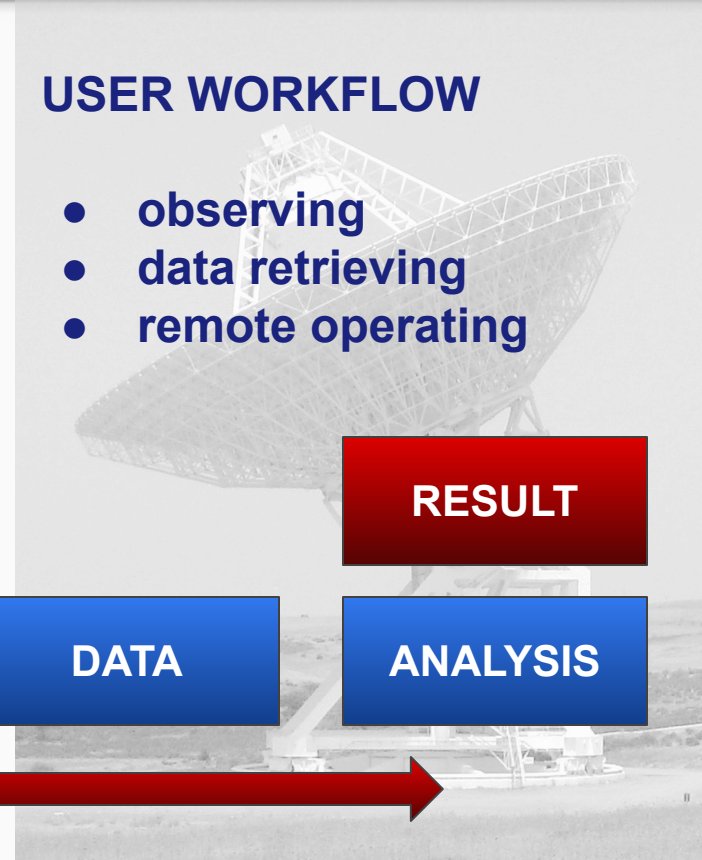 USER WORKFLOW
● observing
● data retrieving
● remote operating
RESULT
DATA
ANALYSIS